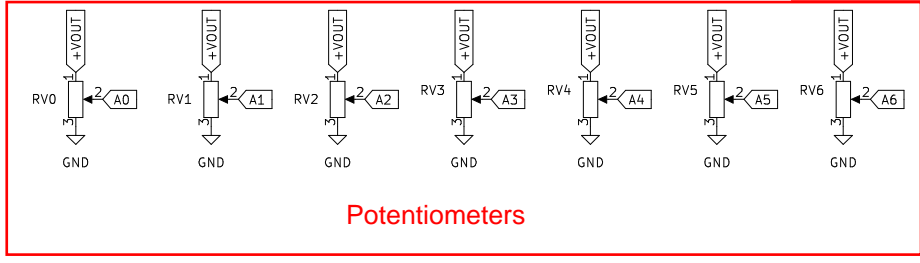 +VOUT +VOUT +VOUT +VOUT +VOUT +VOUT +VOUT
1 1 1 1 1 1 1
RV0 2 A0 RV1 2 A1 RV2 2 A2 RV3 2 A3 RV4 2 A4 RV5 2 A5 RV6 2 A6
3 3 3 3 3 3 3
GND GND GND GND GND GND GND
Potentiometers